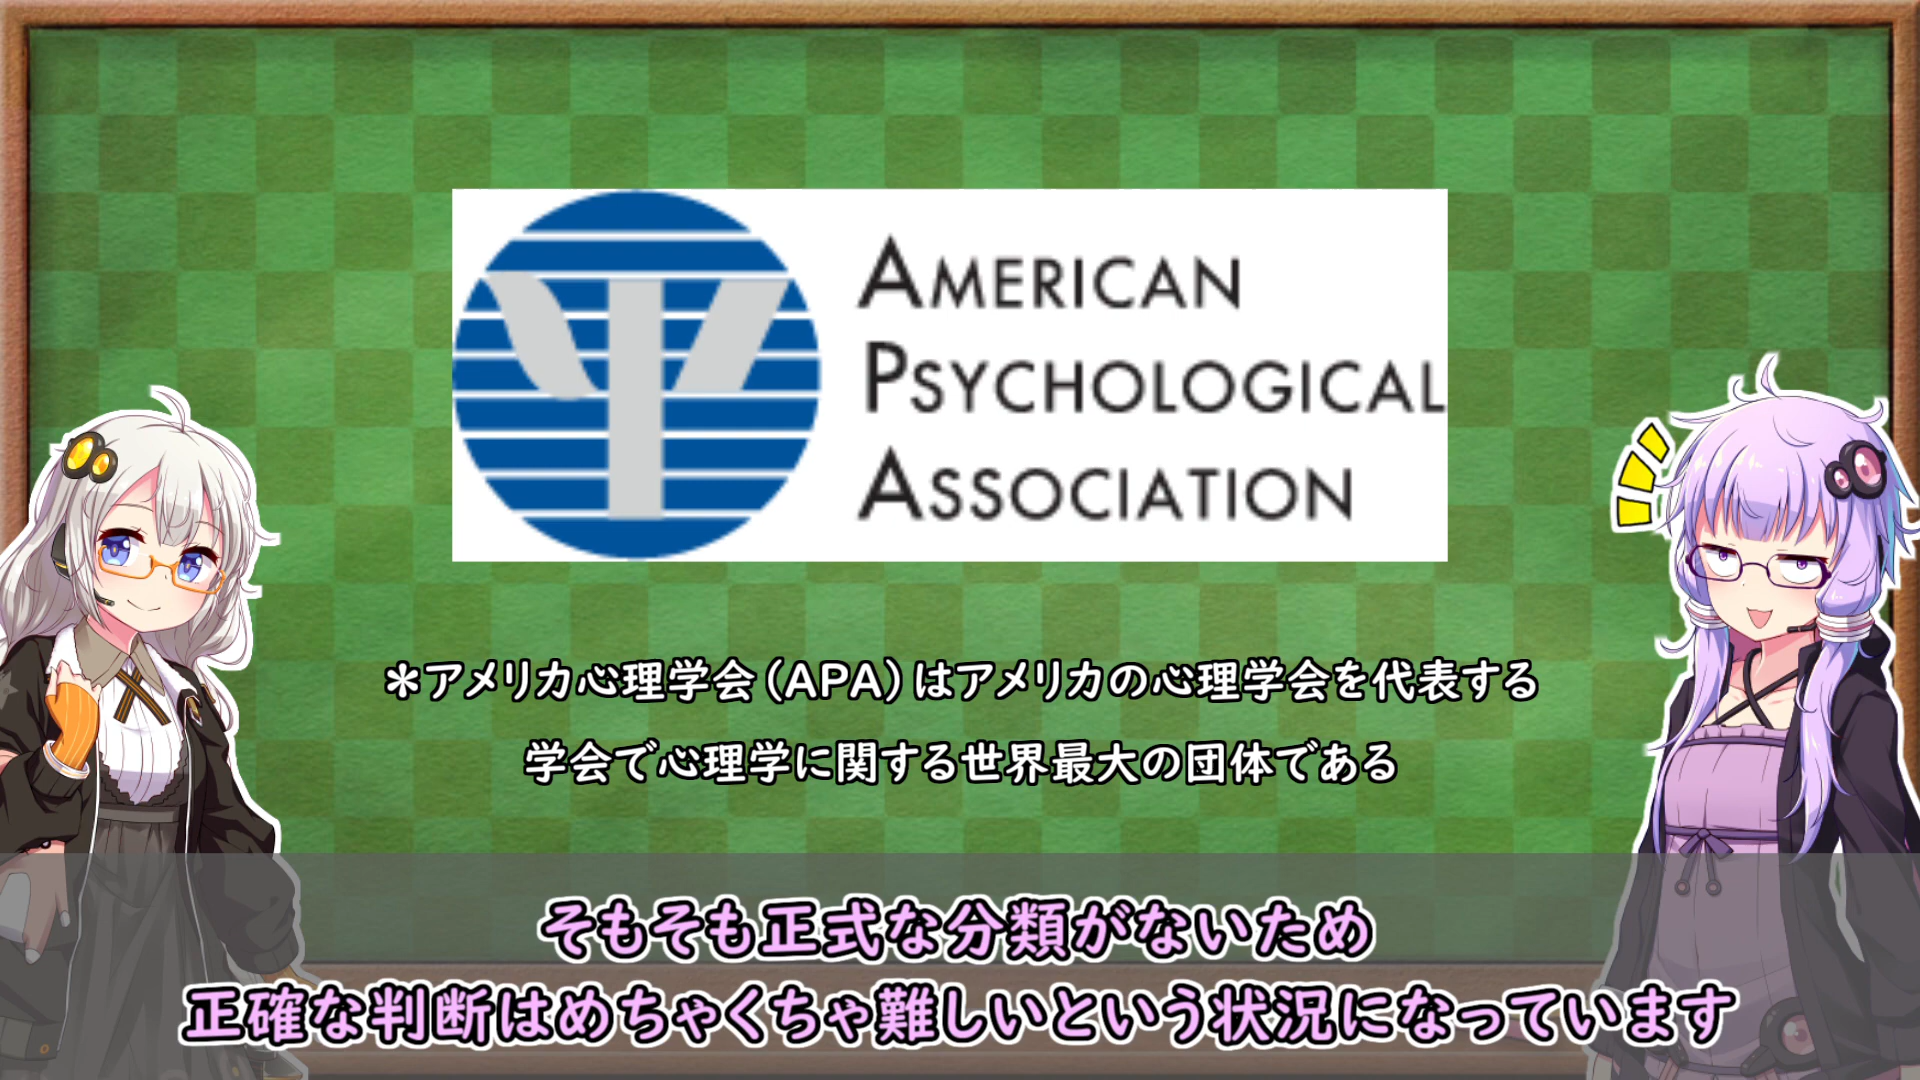 AMERICAN
PSYCHOLOGICAL
ASSOCIATION
＊アメリカ心理学会（APA）はアメリカの心理学会を代表する
学会で心理学に関する世界最大の団体である
そもそも正式な分類がないため
正確な判断はめちゃくちゃ難しいという状況になっています